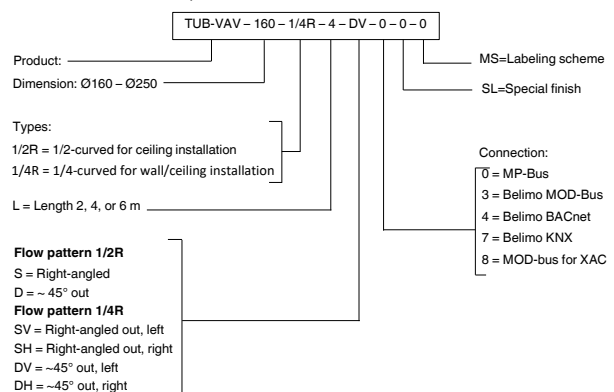 TUB-VAV – 160 – 1/4R – 4 – DV – 0 – 0 – 0
Product:
Dimension: Ø160 – Ø250
MS=Labeling scheme
SL=Special finish
Types:
1/2R = 1/2-curved for ceiling installation
1/4R = 1/4-curved for wall/ceiling installation
L = Length 2, 4, or 6 m
Connection:
0 = MP-Bus
3 = Belimo MOD-Bus
4 = Belimo BACnet
7 = Belimo KNX
8 = MOD-bus for XAC
Flow pattern 1/2R
S = Right-angled
D = ~ 45° out
Flow pattern 1/4R
SV = Right-angled out, left
SH = Right-angled out, right
DV = ~45° out, left
DH = ~45° out, right